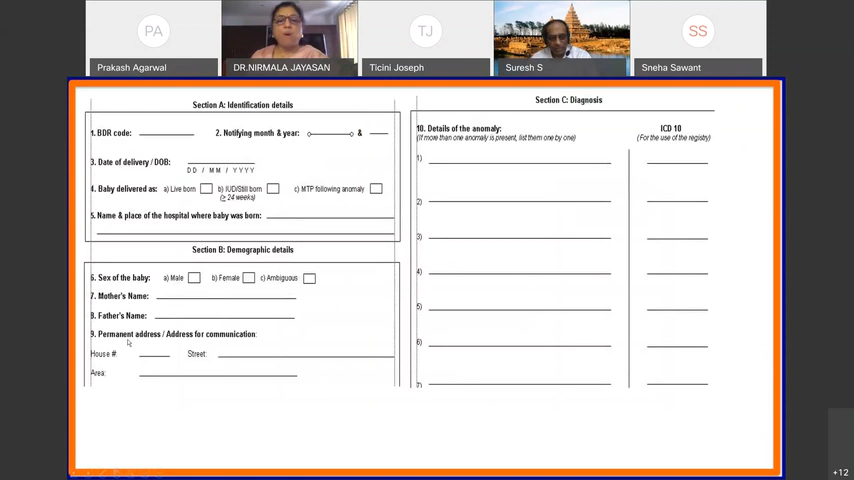 PA
TJ
SS
Prakash Agarwal
DR.NIRMALA JAYASAN
Ticini Joseph
Suresh S
Sneha Sawant
Section A: Identification details
1. BDR code:
2. Notifying month & year:
&
3. Date of delivery / DOB:
DD / MM / YYYY
4. Baby delivered as:
a) Live born
b) IUD/Still born
(≥ 24 weeks)
c) MTP following anomaly
5. Name & place of the hospital where baby was born:
Section B: Demographic details
6. Sex of the baby:
a) Male
b) Female
c) Ambiguous
7. Mother's Name:
8. Father's Name:
9. Permanent address / Address for communication:
House #:
Street:
Area:
Section C: Diagnosis
10. Details of the anomaly:
(If more than one anomaly is present, list them one by one)
ICD 10
(For the use of the registry)
1)
2)
3)
4)
5)
6)
7)
+12